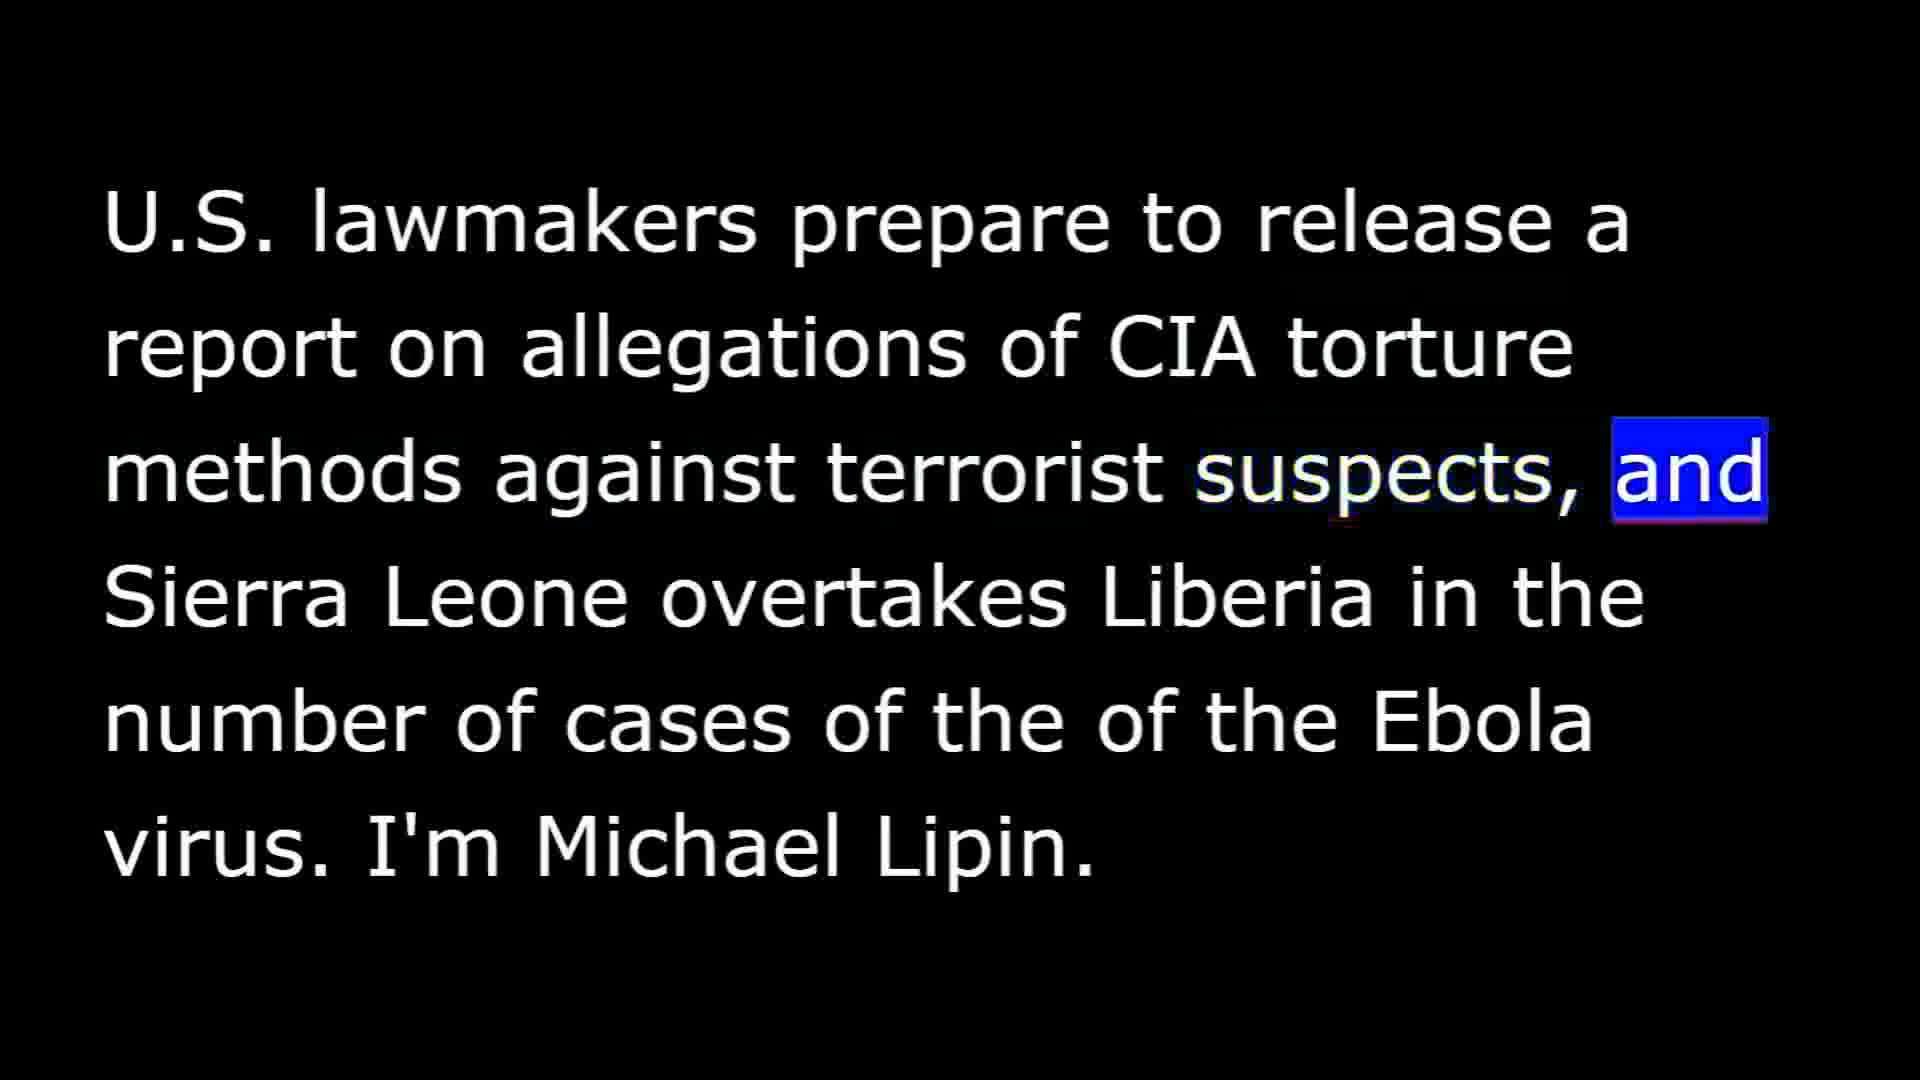 U.S. lawmakers prepare to release a
report on allegations of CIA torture
methods against terrorist suspects, and
Sierra Leone overtakes Liberia in the
number of cases of the of the Ebola
virus. I'm Michael Lipin.